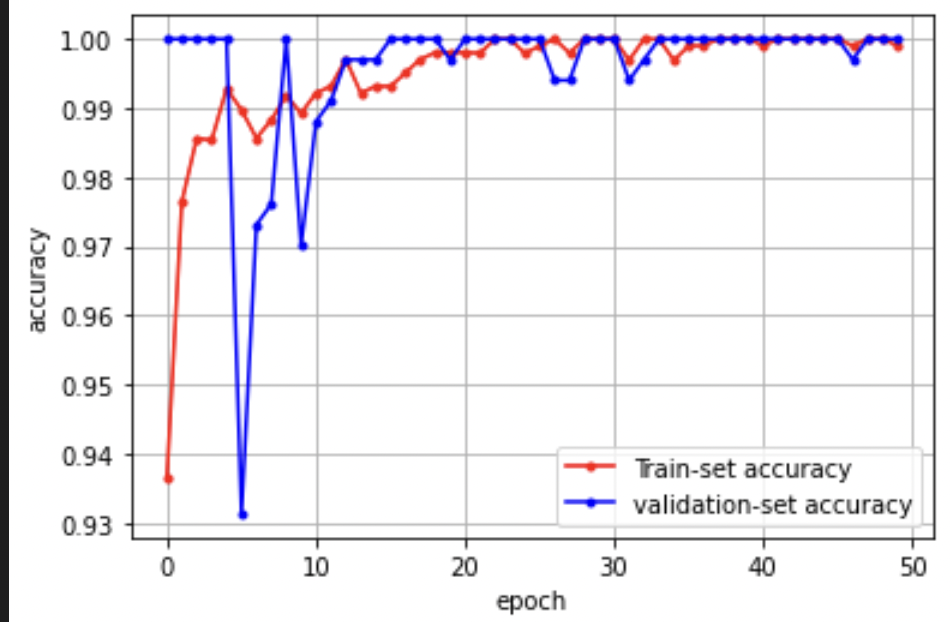 1.00
0.99
0.98
0.97
0.96
0.95
0.94
0.93
accuracy
Train-set accuracy
validation-set accuracy
0 10 20 30 40 50
epoch